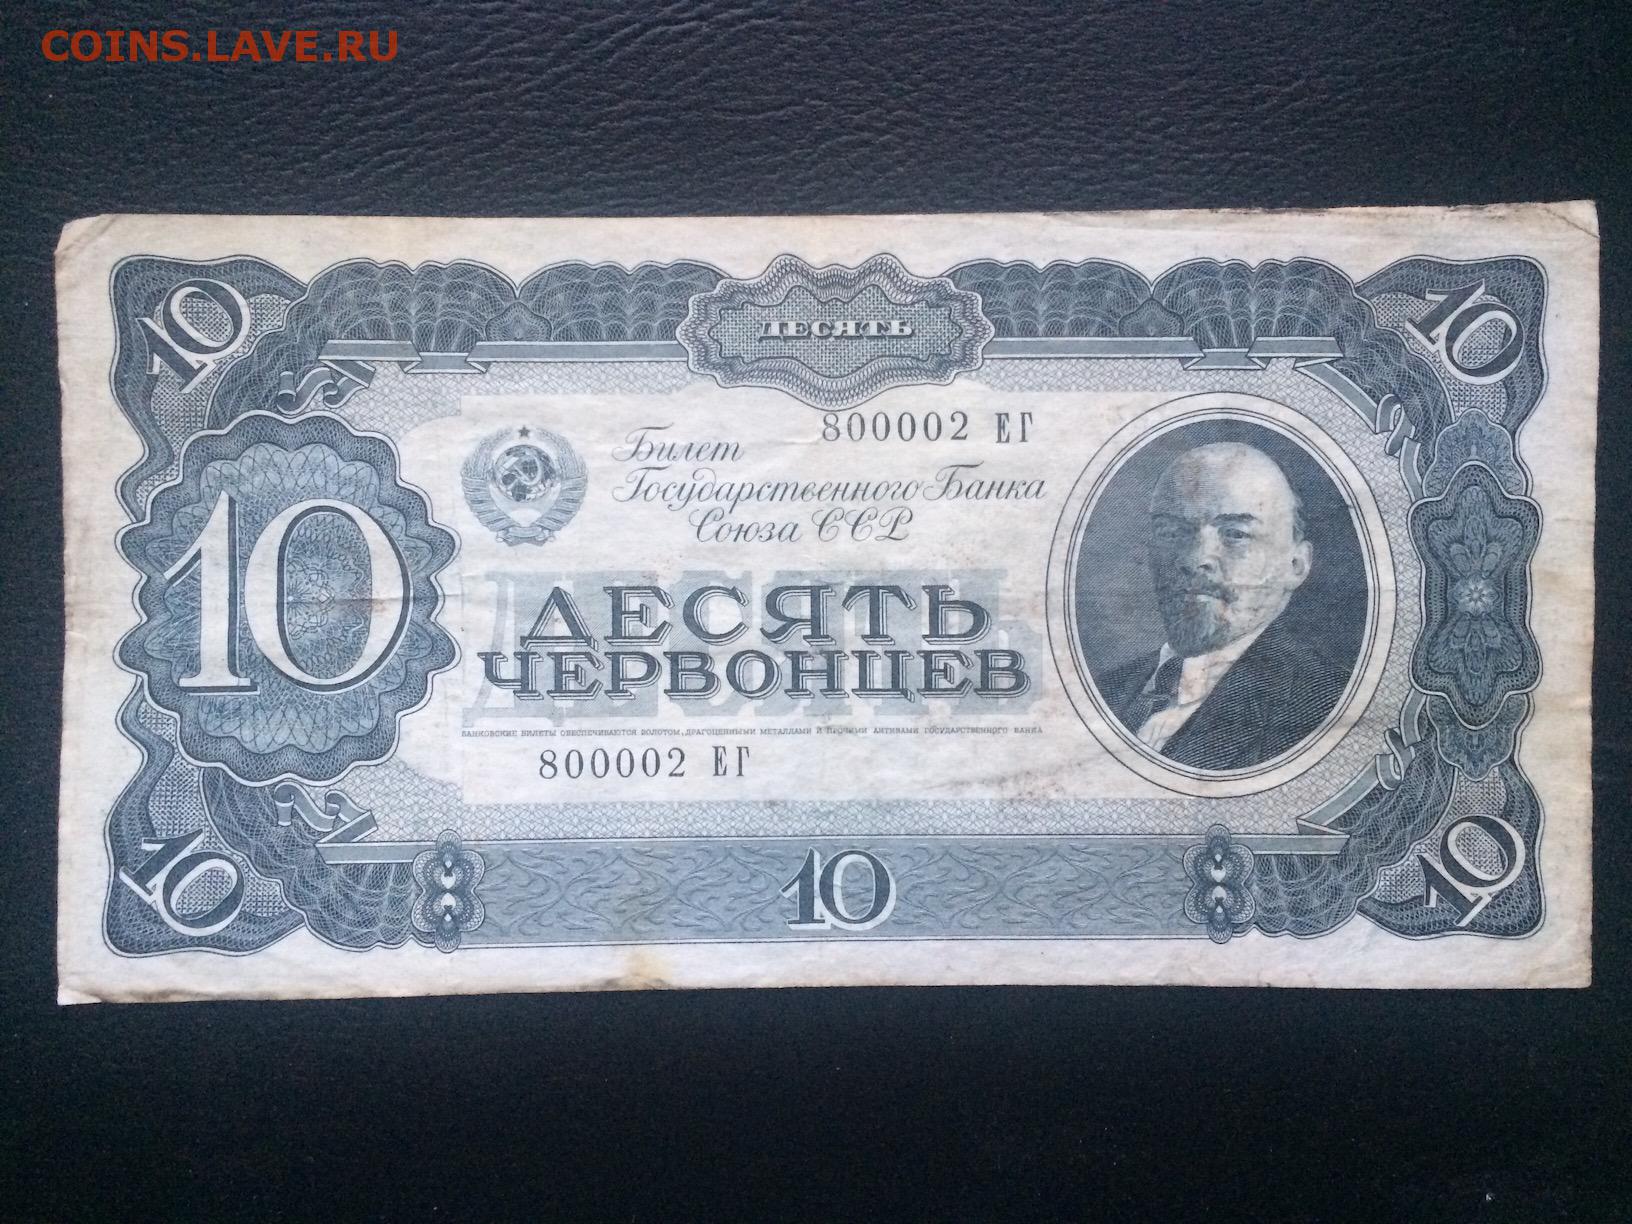 COINS.LAVE.RU
10
ДЕСЯТЬ
10
800002 ЕГ
Билет
Государственного Банка
Союза ССР
10
ДЕСЯТЬ
ДЕСЯТЬ
ЧЕРВОНЦЕВ
БАНКОВСКИЕ БИЛЕТЫ ОБЕСПЕЧИВАЮТСЯ ЗОЛОТОМ, ДРАГОЦЕННЫМИ МЕТАЛЛАМИ И ПРОЧИМИ АКТИВАМИ ГОСУДАРСТВЕННОГО БАНКА
800002 ЕГ
10
10
10